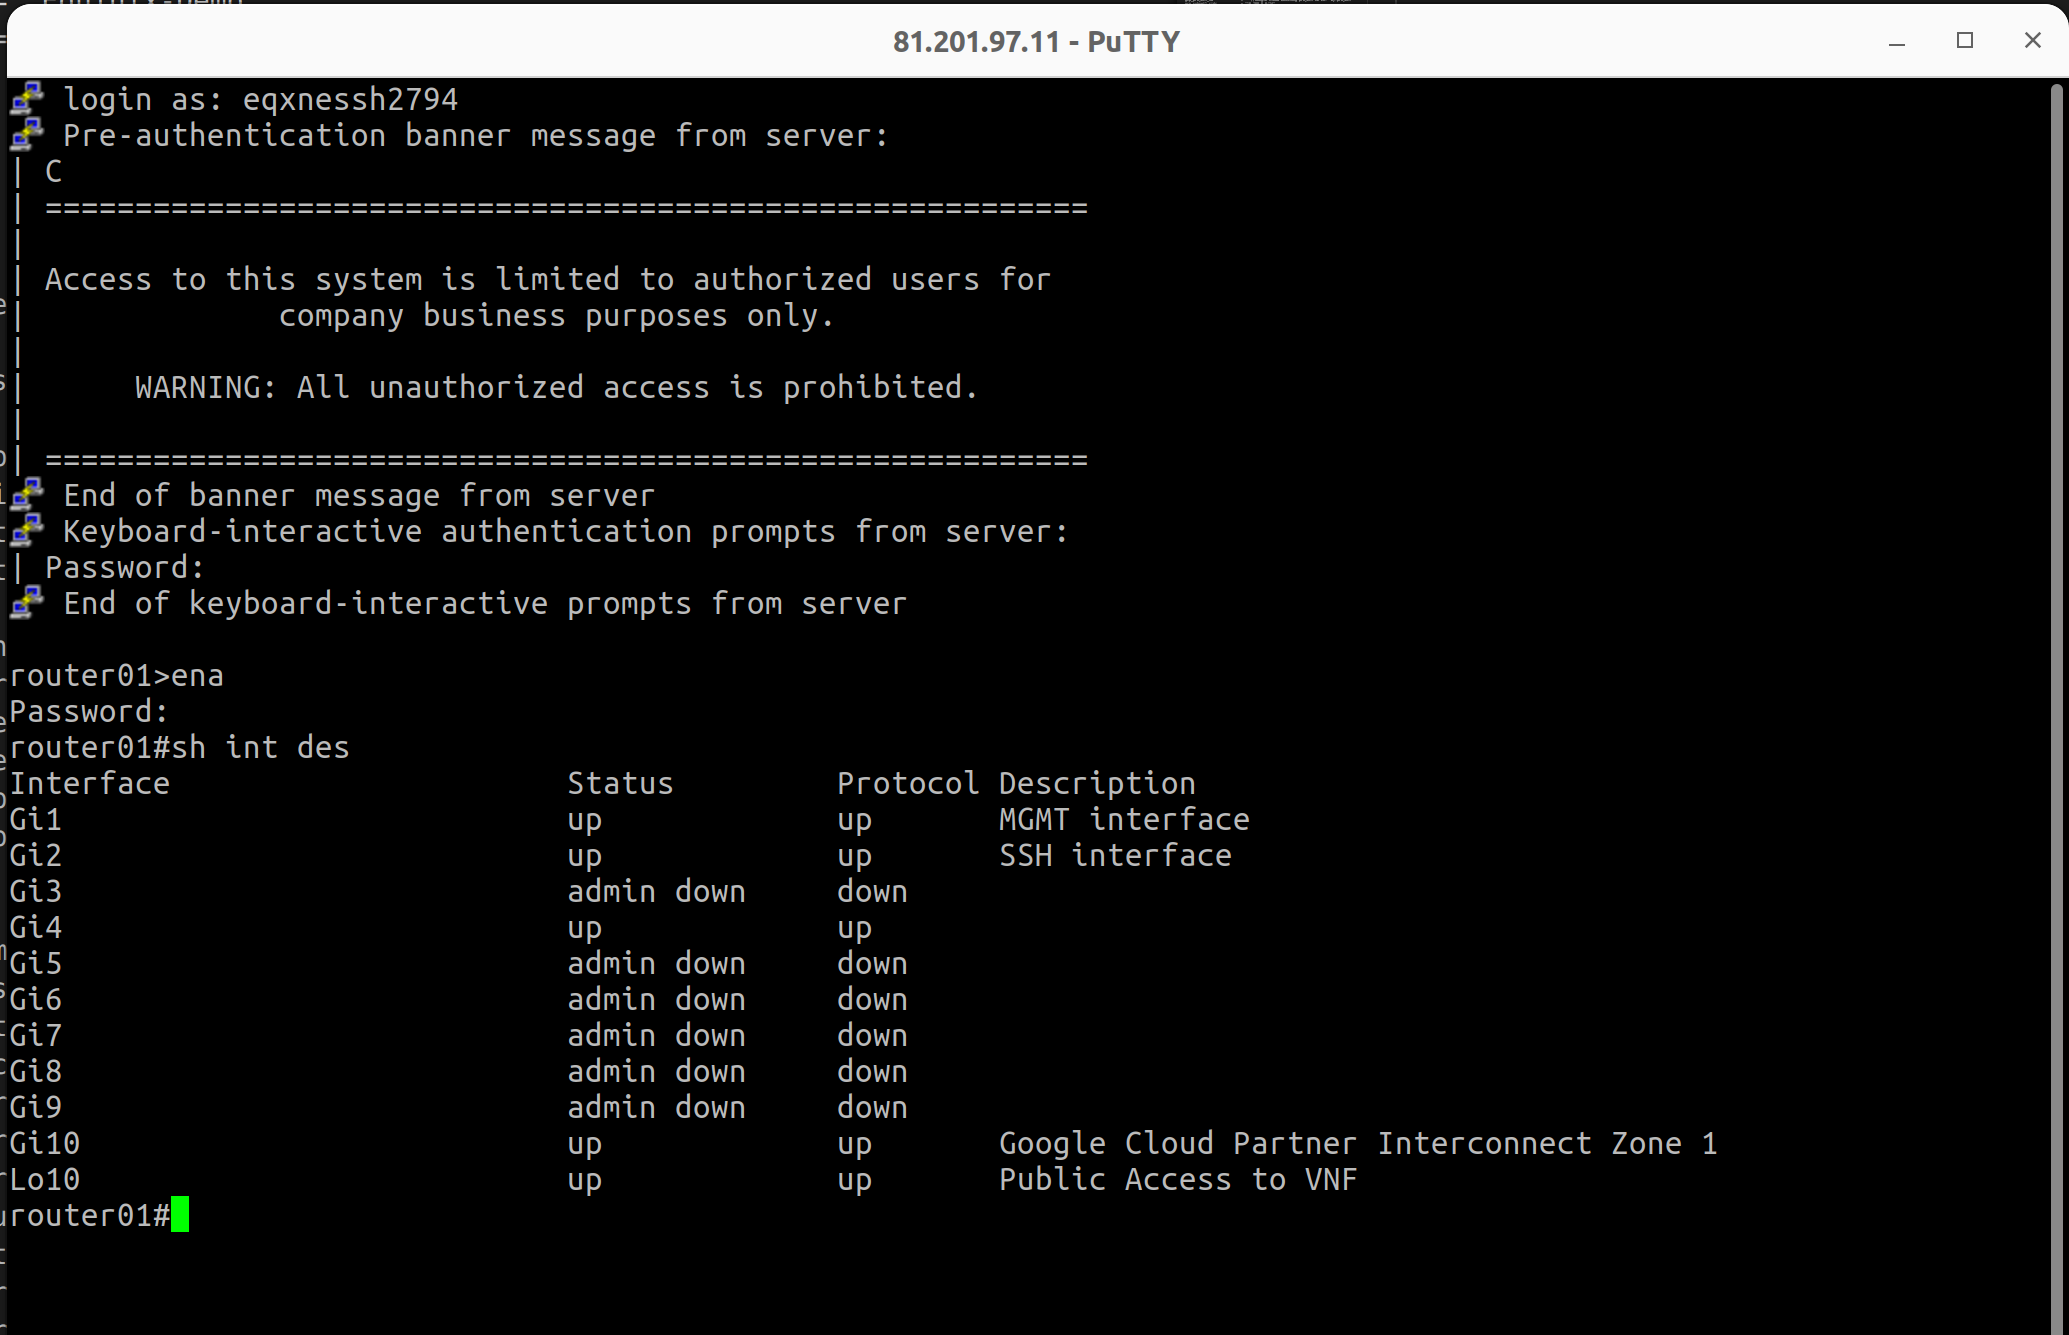 81.201.97.11 - PuTTY
login as: eqxnessh2794
Pre-authentication banner message from server:
| C
| ==========================================================
|
| Access to this system is limited to authorized users for
|              company business purposes only.
|
|      WARNING: All unauthorized access is prohibited.
|
| ==========================================================
End of banner message from server
Keyboard-interactive authentication prompts from server:
| Password:
End of keyboard-interactive prompts from server
router01>ena
Password:
router01#sh int des
Interface                      Status         Protocol Description
Gi1                            up             up       MGMT interface
Gi2                            up             up       SSH interface
Gi3                            admin down     down
Gi4                            up             up
Gi5                            admin down     down
Gi6                            admin down     down
Gi7                            admin down     down
Gi8                            admin down     down
Gi9                            admin down     down
Gi10                           up             up       Google Cloud Partner Interconnect Zone 1
Lo10                           up             up       Public Access to VNF
router01#